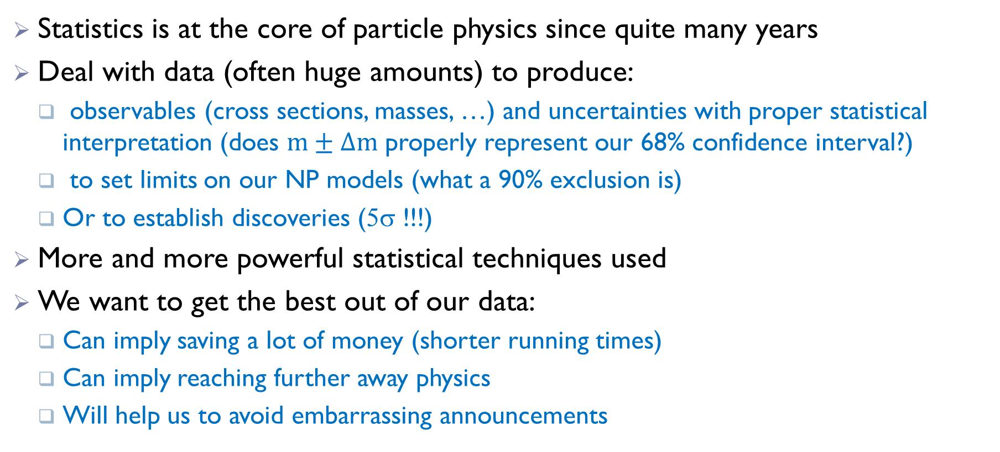 Statistics is at the core of particle physics since quite many years
Deal with data (often huge amounts) to produce:
observables (cross sections, masses, …) and uncertainties with proper statistical
interpretation (does m ± Δm properly represent our 68% confidence interval?)
to set limits on our NP models (what a 90% exclusion is)
Or to establish discoveries (5σ !!!)
More and more powerful statistical techniques used
We want to get the best out of our data:
Can imply saving a lot of money (shorter running times)
Can imply reaching further away physics
Will help us to avoid embarrassing announcements